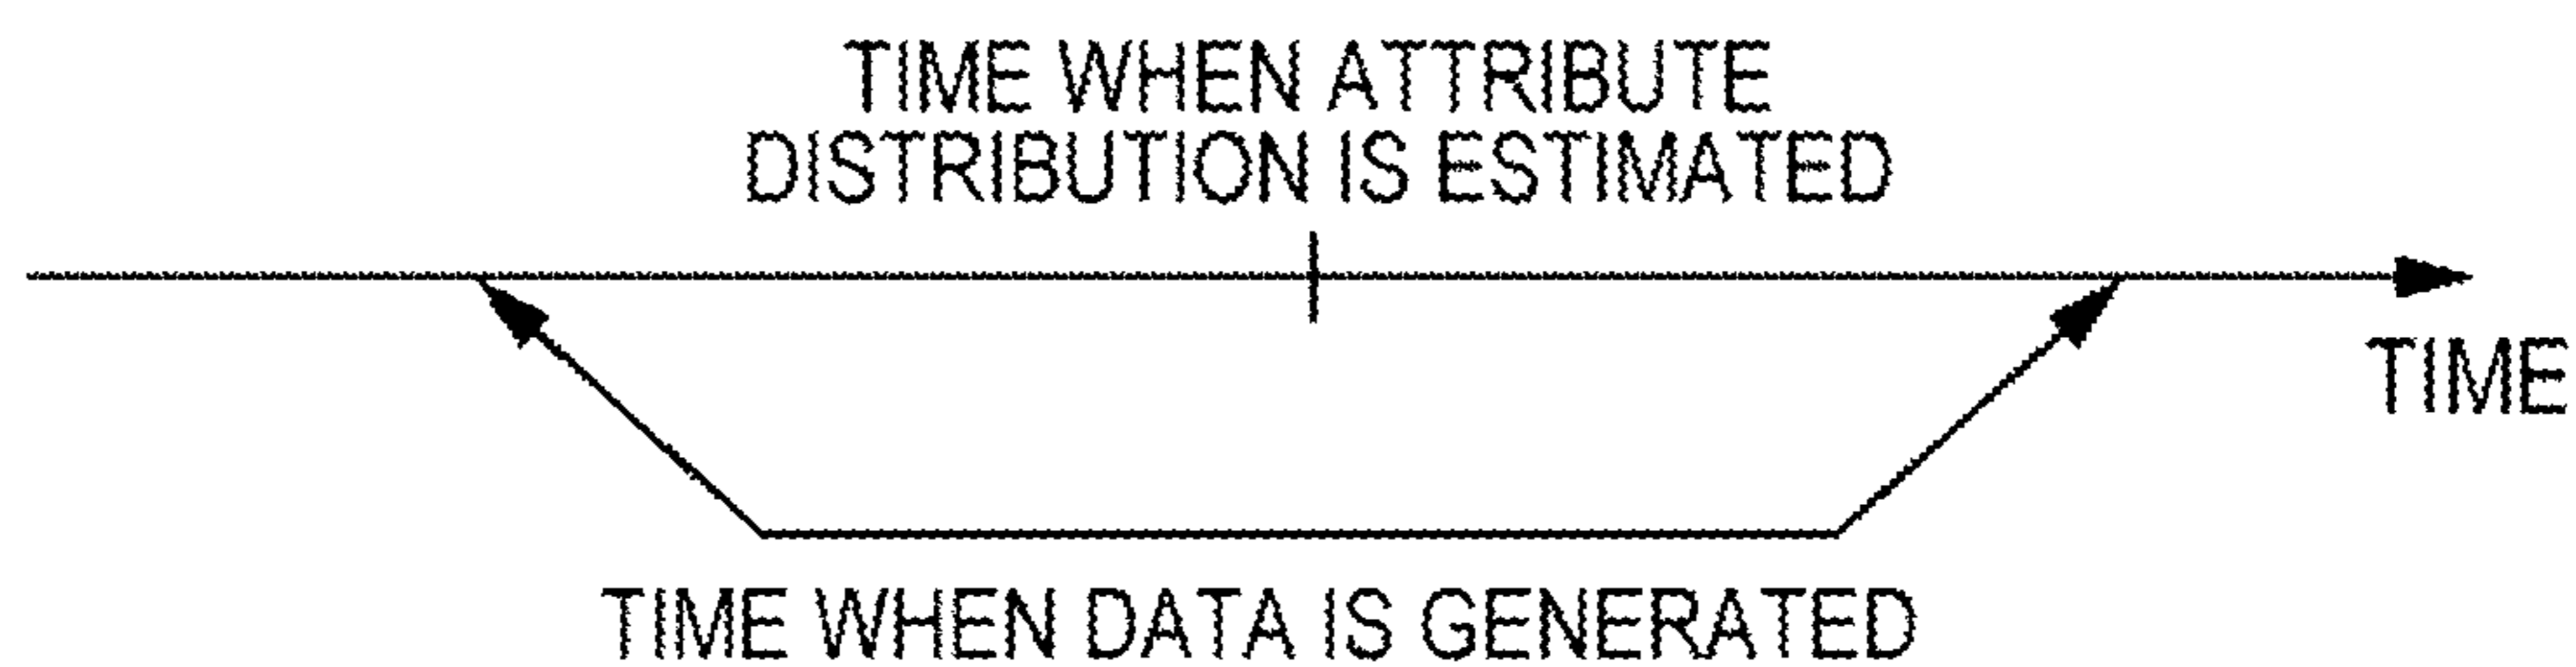 TIME WHEN ATTRIBUTE
DISTRIBUTION IS ESTIMATED
TIME
TIME WHEN DATA IS GENERATED